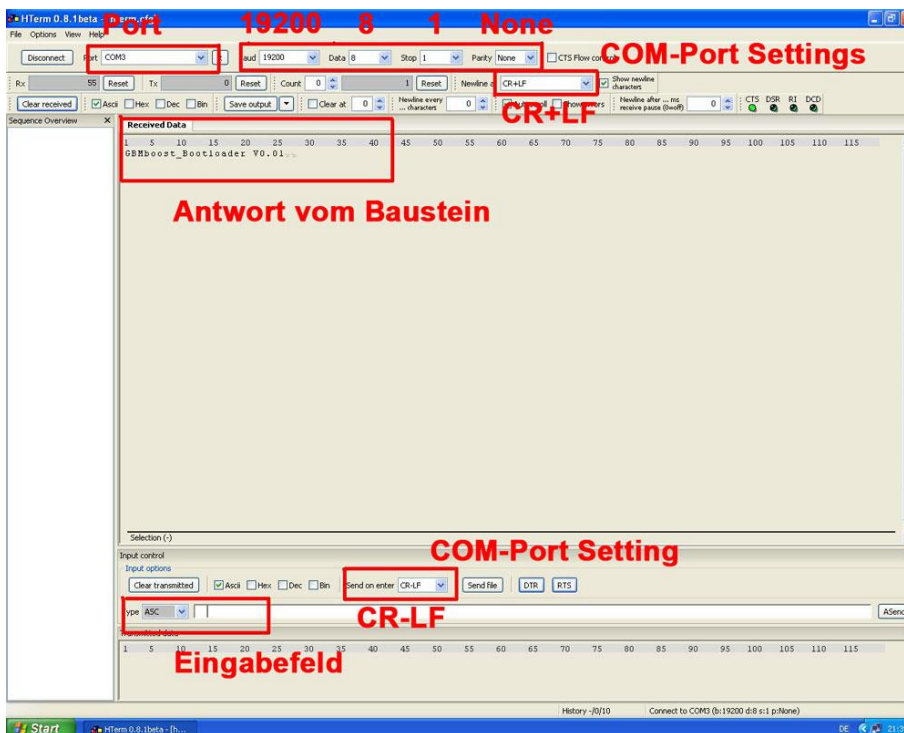 HTerm 0.8.1beta - [hterm.cfg]
Port 19200 8 1 None
File Options View Help
Disconnect Port COM3 Baud 19200 Data 8 Stop 1 Parity None CTS Flow control
COM-Port Settings
Rx 55 Reset Tx 0 Reset Count 0 1 Reset Newline CR+LF Show newline characters
Clear received Ascii Hex Dec Bin Save output Clear at 0 Newline every ... characters 0 Autoscroll Show errors Newline after ... ms receive pause (0=off) 0 CTS DSR RI DCD
CR+LF
Sequence Overview X Received Data
1 5 10 15 20 25 30 35 40 45 50 55 60 65 70 75 80 85 90 95 100 105 110 115
GBMboost_Bootloader V0.01
Antwort vom Baustein
Selection (-)
COM-Port Setting
Input control
Input options
Clear transmitted Ascii Hex Dec Bin Send on enter CR-LF Send file DTR RTS
CR-LF
Type ASC ASend
Transmitted data
1 5 10 15 20 25 30 35 40 45 50 55 60 65 70 75 80 85 90 95 100 105 110 115
Eingabefeld
History -/0/10 Connect to COM3 (b:19200 d:8 s:1 p:None)
Start HTerm 0.8.1beta - [h... DE